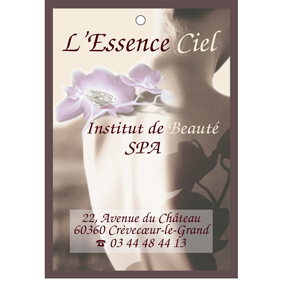 L'Essence Ciel
Institut de Beauté
SPA
22, Avenue du Château
60360 Crèvecœur-le-Grand
☎ 03 44 48 44 13